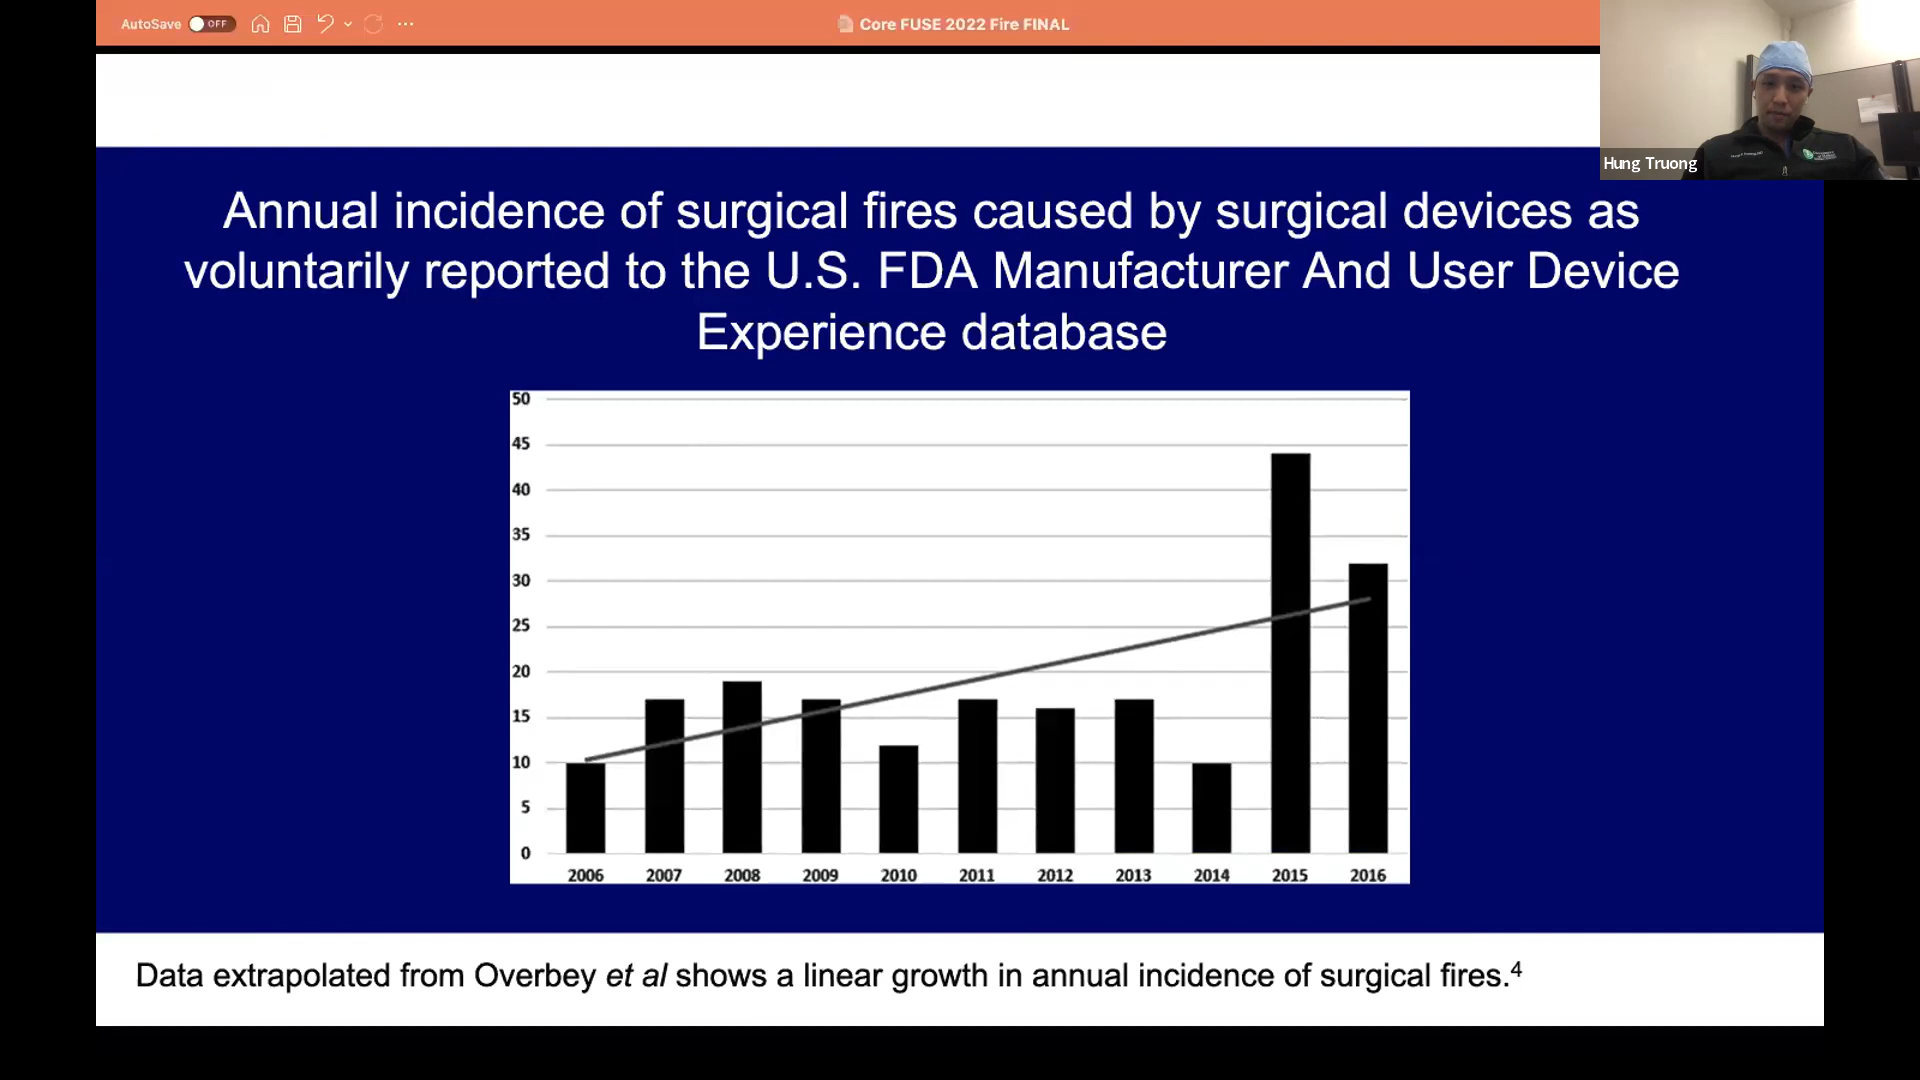 AutoSave OFF
Core FUSE 2022 Fire FINAL
Hung Truong
Annual incidence of surgical fires caused by surgical devices as
voluntarily reported to the U.S. FDA Manufacturer And User Device
Experience database
50
45
40
35
30
25
20
15
10
5
0
2006 2007 2008 2009 2010 2011 2012 2013 2014 2015 2016
Data extrapolated from Overbey et al shows a linear growth in annual incidence of surgical fires.4